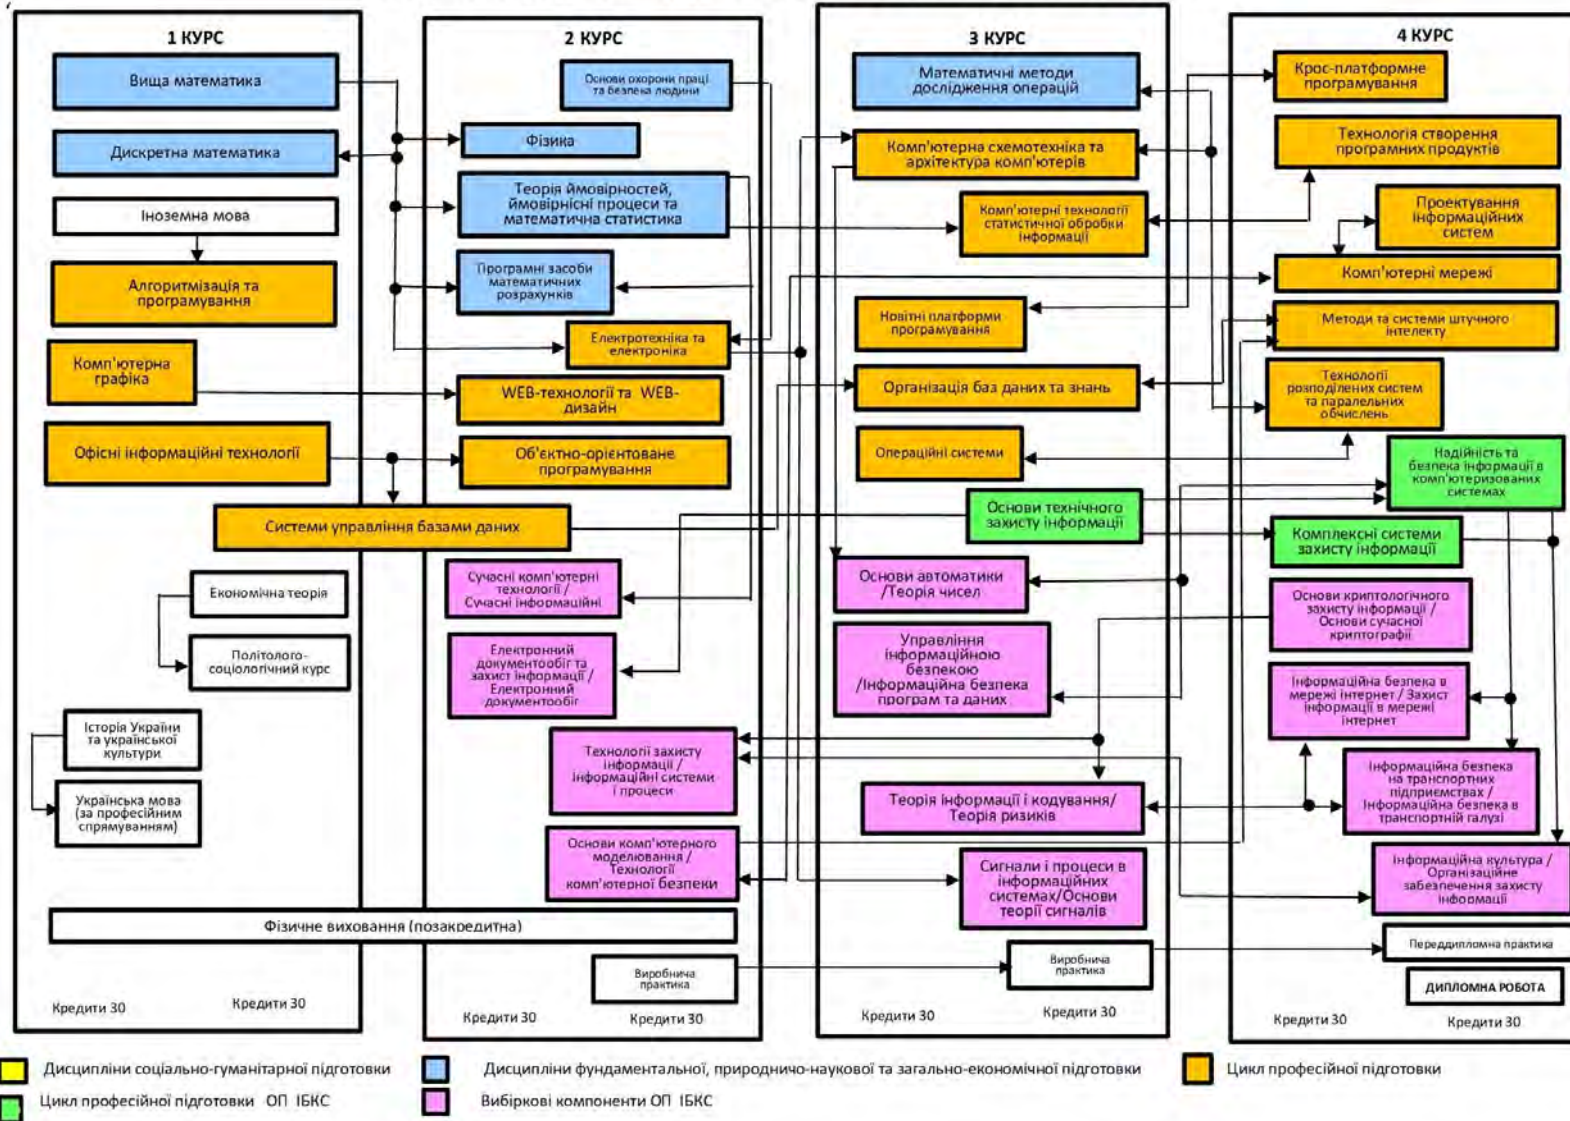 1 КУРС
Вища математика
Дискретна математика
Іноземна мова
Алгоритмізація та
програмування
Комп'ютерна
графіка
Офісні інформаційні технології
Системи управління базами даних
Економічна теорія
Політолого-
соціологічний курс
Історія України
та української
культури
Українська мова
(за професійним
спрямуванням)
Фізичне виховання (позакредитна)
Кредити 30
Кредити 30
2 КУРС
Основи охорони праці
та безпека людини
Фізика
Теорія ймовірностей,
ймовірнісні процеси та
математична статистика
Програмні засоби
математичних
розрахунків
Електротехніка та
електроніка
WEB-технології та WEB-
дизайн
Об'єктно-орієнтоване
програмування
Сучасні комп'ютерні
технології /
Сучасні інформаційні
Електронний
документообіг та
захист інформації /
Електронний
документообіг
Технології захисту
інформації /
Інформаційні системи
і процеси
Основи комп'ютерного
моделювання /
Технології
комп'ютерної безпеки
Виробнича
практика
Кредити 30
Кредити 30
3 КУРС
Математичні методи
дослідження операцій
Комп'ютерна схемотехніка та
архітектура комп'ютерів
Комп'ютерні технології
статистичної обробки
інформації
Новітні платформи
програмування
Організація баз даних та знань
Операційні системи
Основи технічного
захисту інформації
Основи автоматики
/Теорія чисел
Управління
інформаційною
безпекою
/Інформаційна безпека
програм та даних
Теорія інформації і кодування/
Теорія ризиків
Сигнали і процеси в
інформаційних
системах/Основи
теорії сигналів
Виробнича
практика
Кредити 30
Кредити 30
4 КУРС
Крос-платформне
програмування
Технологія створення
програмних продуктів
Проектування
інформаційних
систем
Комп'ютерні мережі
Методи та системи штучного
інтелекту
Технології
розподілених систем
та паралельних
обчислень
Надійність та
безпека інформації в
комп'ютеризованих
системах
Комплексні системи
захисту інформації
Основи криптологічного
захисту інформації /
Основи сучасної
криптографії
Інформаційна безпека в
мережі інтернет / Захист
інформації в мережі
інтернет
Інформаційна безпека
на транспортних
підприємствах /
Інформаційна безпека в
транспортній галузі
Інформаційна культура /
Організаційне
забезпечення захисту
інформації
Переддипломна практика
ДИПЛОМНА РОБОТА
Кредити 30
Кредити 30
Дисципліни соціально-гуманітарної підготовки
Дисципліни фундаментальної, природничо-наукової та загально-економічної підготовки
Цикл професійної підготовки
Цикл професійної підготовки ОП ІБКС
Вибіркові компоненти ОП ІБКС